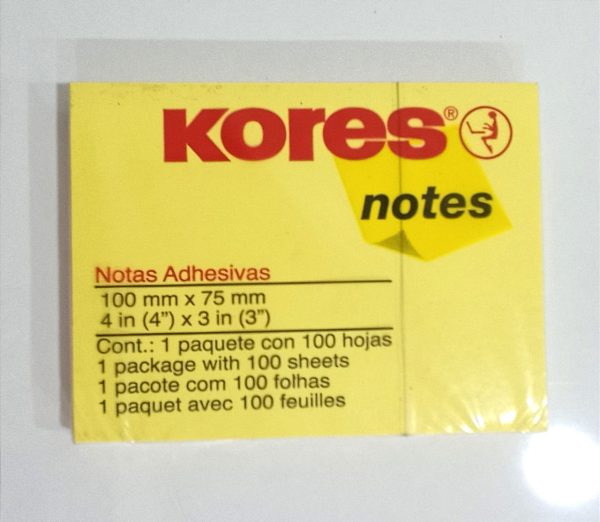 Kores®
notes
Notas Adhesivas
100 mm x 75 mm
4 in (4”) x 3 in (3”)
Cont.: 1 paquete con 100 hojas
1 package with 100 sheets
1 pacote com 100 folhas
1 paquet avec 100 feuilles